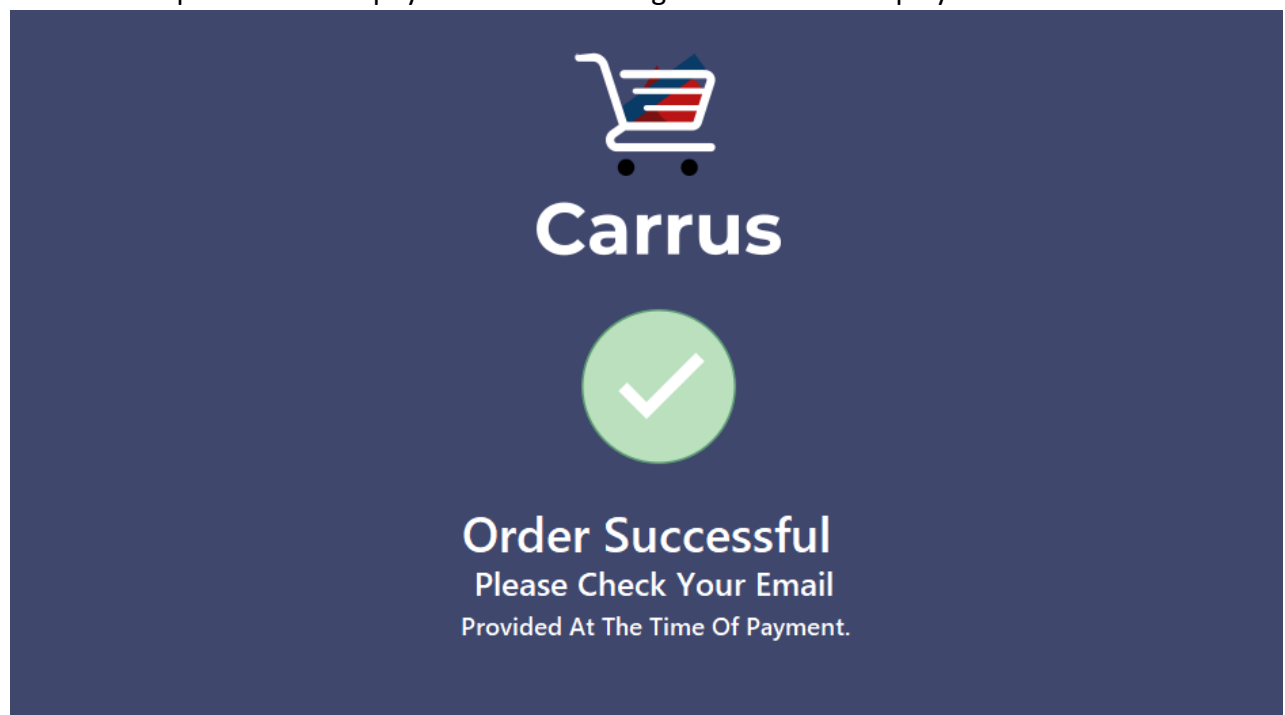 Carrus
Order Successful
Please Check Your Email
Provided At The Time Of Payment.